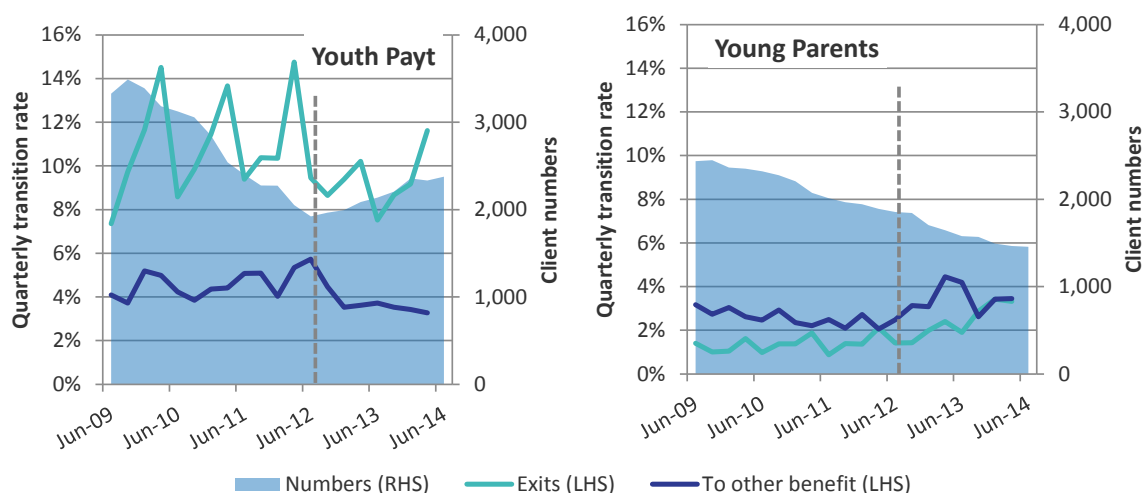 Youth Payt
Quarterly transition rate
16%
14%
12%
10%
8%
6%
4%
2%
0%
4,000
3,000
2,000
1,000
0
Client numbers
Jun-09
Jun-10
Jun-11
Jun-12
Jun-13
Jun-14
Young Parents
Quarterly transition rate
16%
14%
12%
10%
8%
6%
4%
2%
0%
4,000
3,000
2,000
1,000
0
Client numbers
Jun-09
Jun-10
Jun-11
Jun-12
Jun-13
Jun-14
Numbers (RHS) Exits (LHS) To other benefit (LHS)